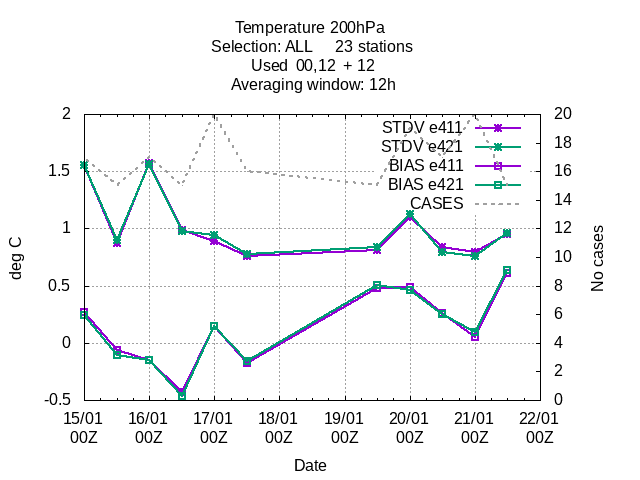 Temperature 200hPa
Selection: ALL 23 stations
Used 00,12 + 12
Averaging window: 12h
STDV e411
STDV e421
BIAS e411
BIAS e421
CASES
deg C
2
1.5
1
0.5
0
-0.5
No cases
20
18
16
14
12
10
8
6
4
2
0
15/01 16/01 17/01 18/01 19/01 20/01 21/01 22/01
00Z 00Z 00Z 00Z 00Z 00Z 00Z 00Z
Date